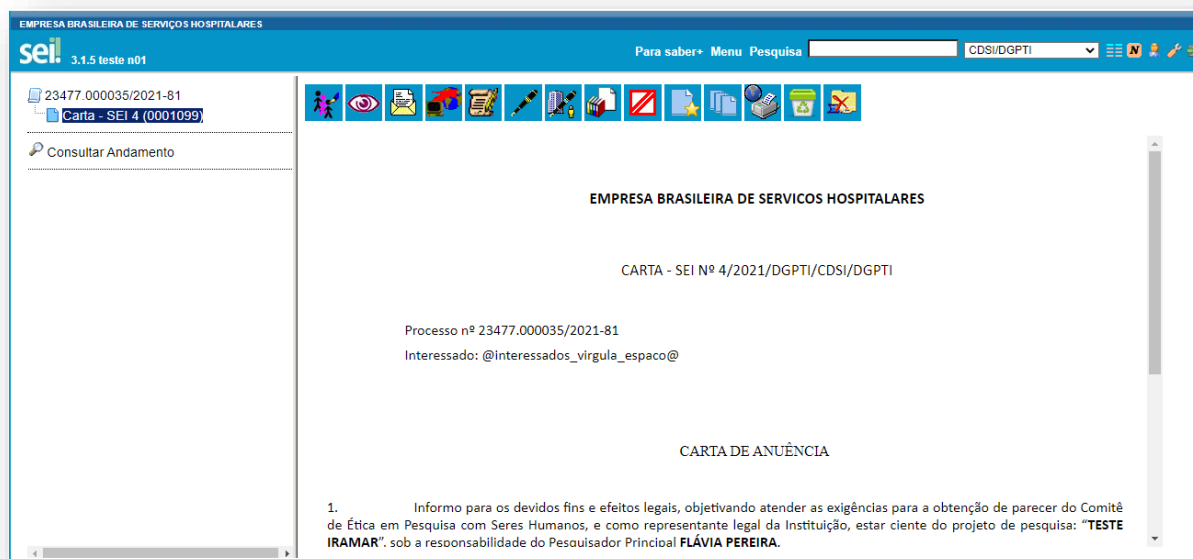 EMPRESA BRASILEIRA DE SERVIÇOS HOSPITALARES
sei! 3.1.5 teste n01
Para saber+ Menu Pesquisa CDSI/DGPTI N
23477.000035/2021-81
Carta - SEI 4 (0001099)
Consultar Andamento
EMPRESA BRASILEIRA DE SERVICOS HOSPITALARES
CARTA - SEI Nº 4/2021/DGPTI/CDSI/DGPTI
Processo nº 23477.000035/2021-81
Interessado: @interessados_virgula_espaco@
CARTA DE ANUÊNCIA
1. Informo para os devidos fins e efeitos legais, objetivando atender as exigências para a obtenção de parecer do Comitê
de Ética em Pesquisa com Seres Humanos, e como representante legal da Instituição, estar ciente do projeto de pesquisa: “TESTE
IRAMAR”, sob a responsabilidade do Pesquisador Principal FLÁVIA PEREIRA.